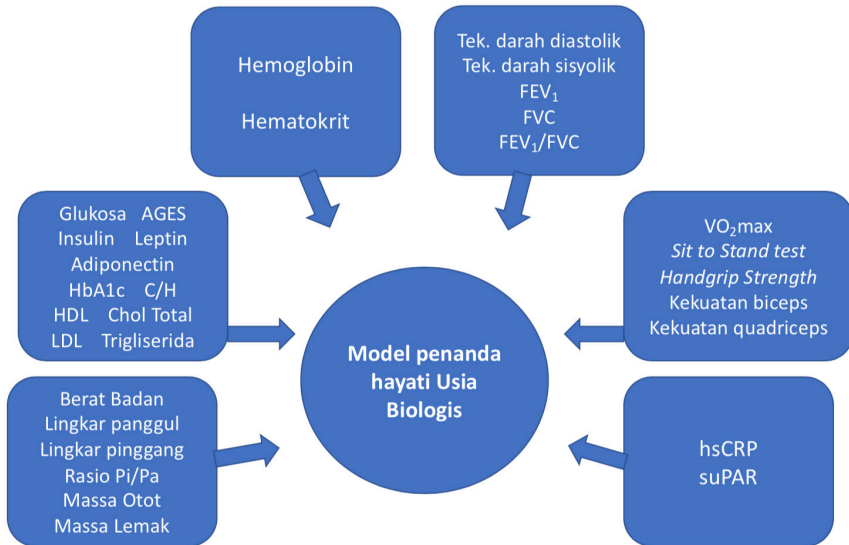 Hemoglobin
Hematokrit
Tek. darah diastolik
Tek. darah sisyolik
FEV₁
FVC
FEV₁/FVC
Glukosa AGES
Insulin Leptin
Adiponectin
HbA1c C/H
HDL Chol Total
LDL Trigliserida
VO₂max
Sit to Stand test
Handgrip Strength
Kekuatan biceps
Kekuatan quadriceps
Model penanda
hayati Usia
Biologis
Berat Badan
Lingkar panggul
Lingkar pinggang
Rasio Pi/Pa
Massa Otot
Massa Lemak
hsCRP
suPAR